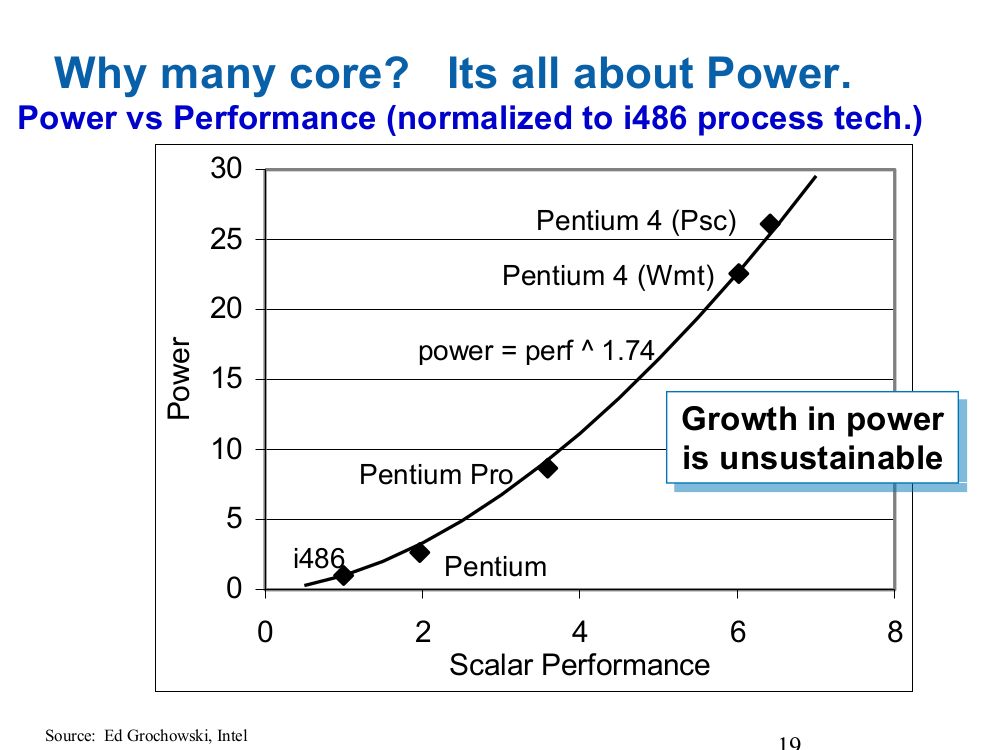 Why many core?   Its all about Power.
Power vs Performance (normalized to i486 process tech.)
30
25
20
15
10
5
0
Power
Pentium 4 (Psc)
Pentium 4 (Wmt)
power = perf ^ 1.74
Growth in power
is unsustainable
Pentium Pro
i486
Pentium
0 2 4 6 8
Scalar Performance
Source:  Ed Grochowski, Intel
19